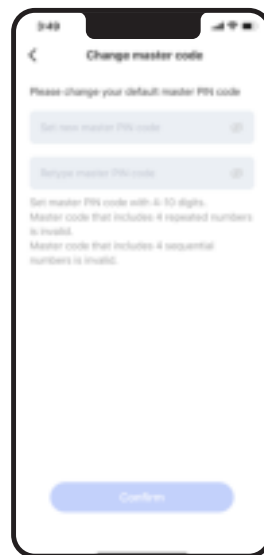 3:49
Change master code
Please change your default master PIN code
Set new master PIN code
Retype master PIN code
Set master PIN code with 4-10 digits.
Master code that includes 4 repeated numbers
is invalid.
Master code that includes 4 sequential
numbers is invalid.
Confirm